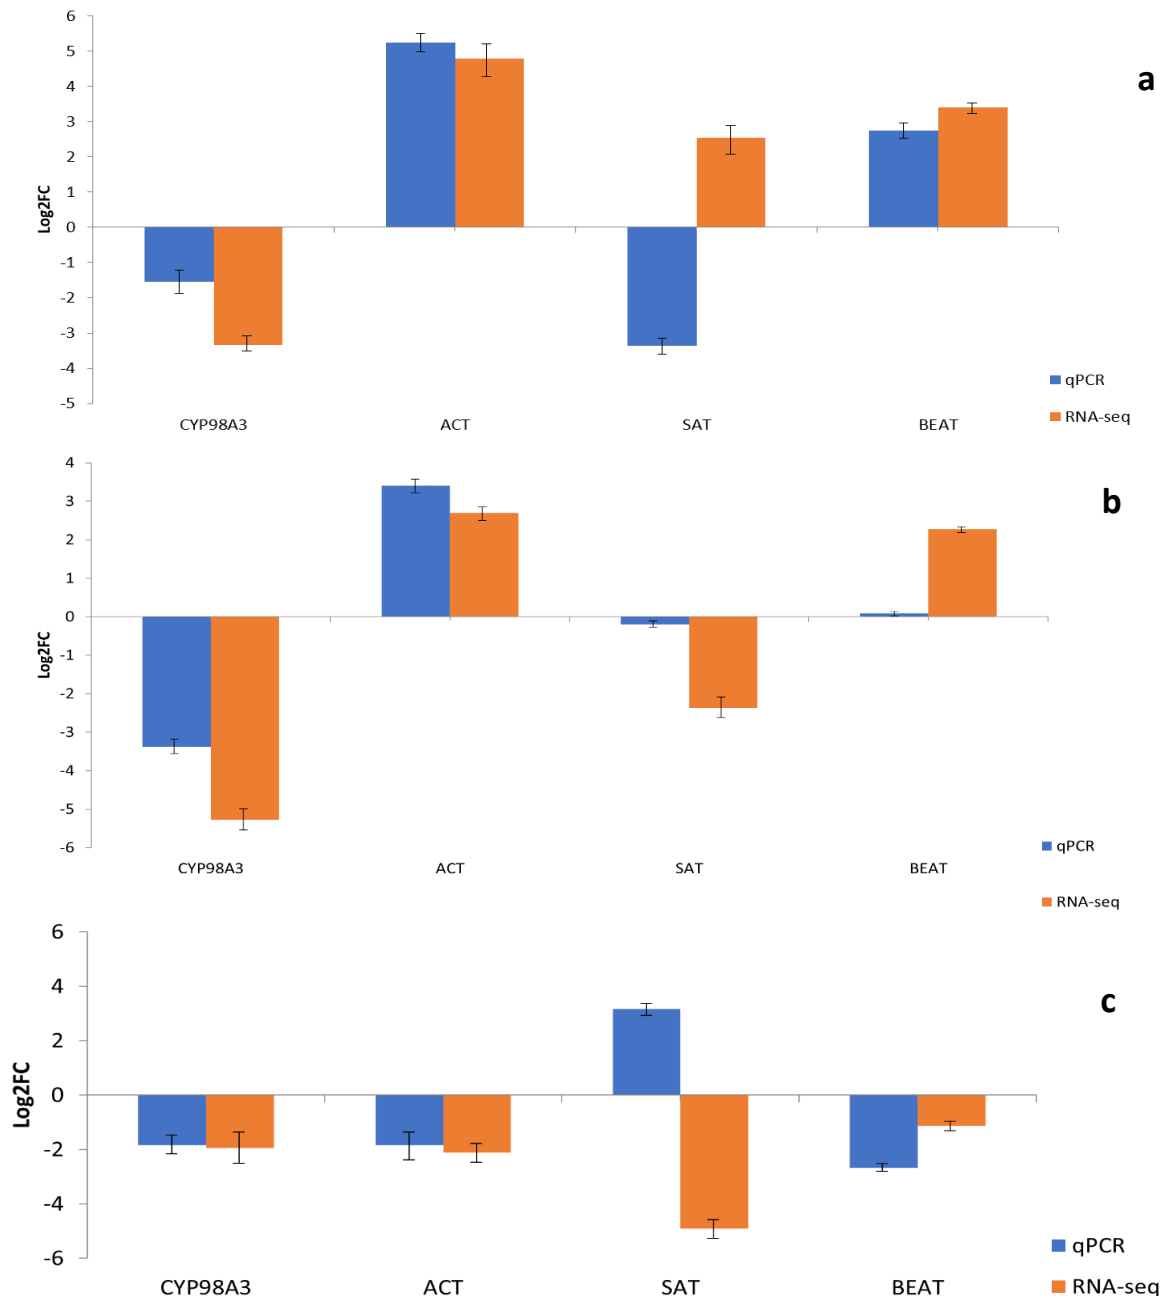 6
5
4
3
2
1
0
-1
-2
-3
-4
-5
Log2FC
a
qPCR
RNA-seq
CYP98A3 ACT SAT BEAT
4
3
2
1
0
-1
-2
-3
-4
-5
-6
Log2FC
b
qPCR
RNA-seq
CYP98A3 ACT SAT BEAT
6
4
2
0
-2
-4
-6
Log2FC
c
qPCR
RNA-seq
CYP98A3 ACT SAT BEAT